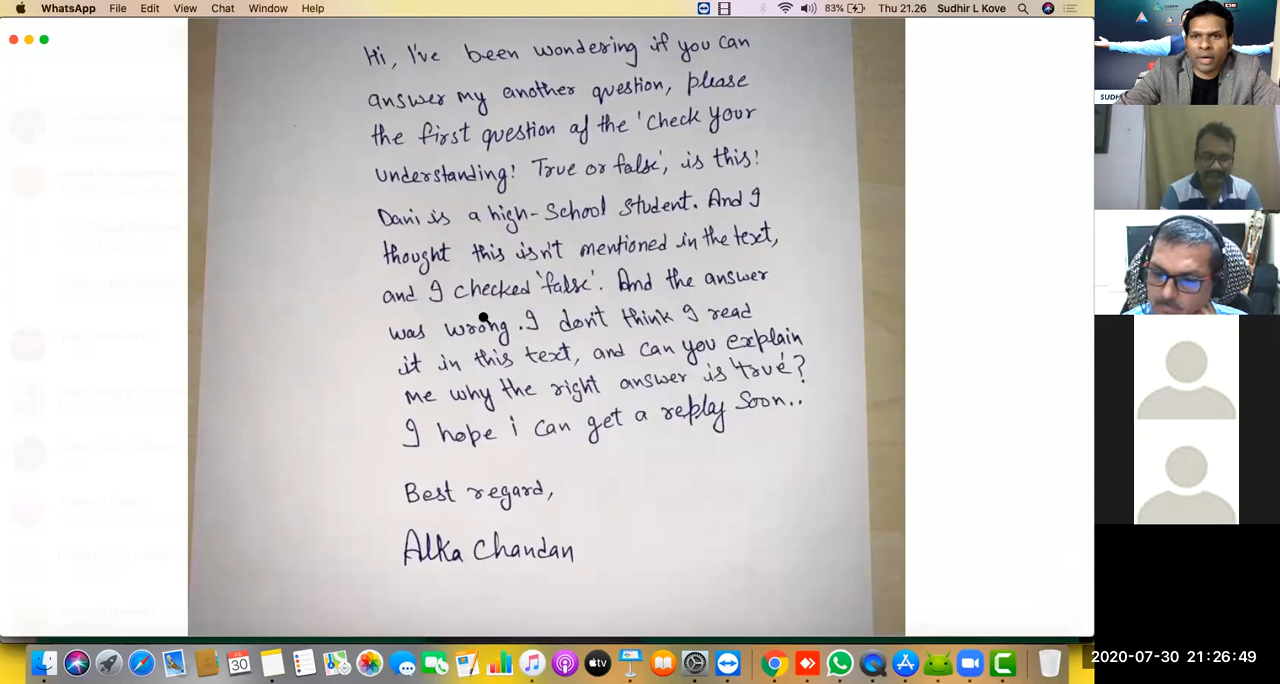 WhatsApp File Edit View Chat Window Help 83% Thu 21.26 Sudhir L Kove
Hi, I've been wondering if you can
answer my another question, please
the first question of the 'Check Your
understanding! True or false', is this:
Dani is a high-School student. And I
thought this isn't mentioned in the text,
and I checked 'false'. And the answer
was wrong. I don't think I read
it in this text, and can you explain
me why the right answer is 'true'?
I hope i can get a reply Soon..
Best regard,
Alka Chandan
SUDH
JUL
30
tv
2020-07-30 21:26:49